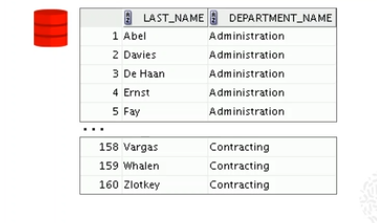 LAST_NAME DEPARTMENT_NAME
1 Abel Administration
2 Davies Administration
3 De Haan Administration
4 Ernst Administration
5 Fay Administration
...
158 Vargas Contracting
159 Whalen Contracting
160 Zlotkey Contracting